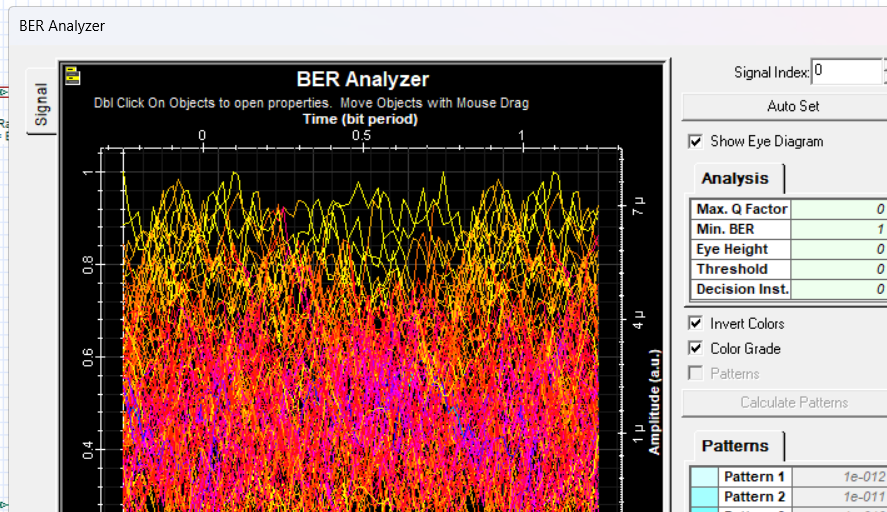 BER Analyzer
Signal
BER Analyzer
Dbl Click On Objects to open properties. Move Objects with Mouse Drag
Time (bit period)
0 0.5 1
1
0.8
0.6
0.4
7 µ
4 µ
1 µ
Amplitude (a.u.)
Signal Index: 0
Auto Set
Show Eye Diagram
Analysis
Max. Q Factor 0
Min. BER 1
Eye Height 0
Threshold 0
Decision Inst. 0
Invert Colors
Color Grade
Patterns
Calculate Patterns
Patterns
Pattern 1 1e-012
Pattern 2 1e-011